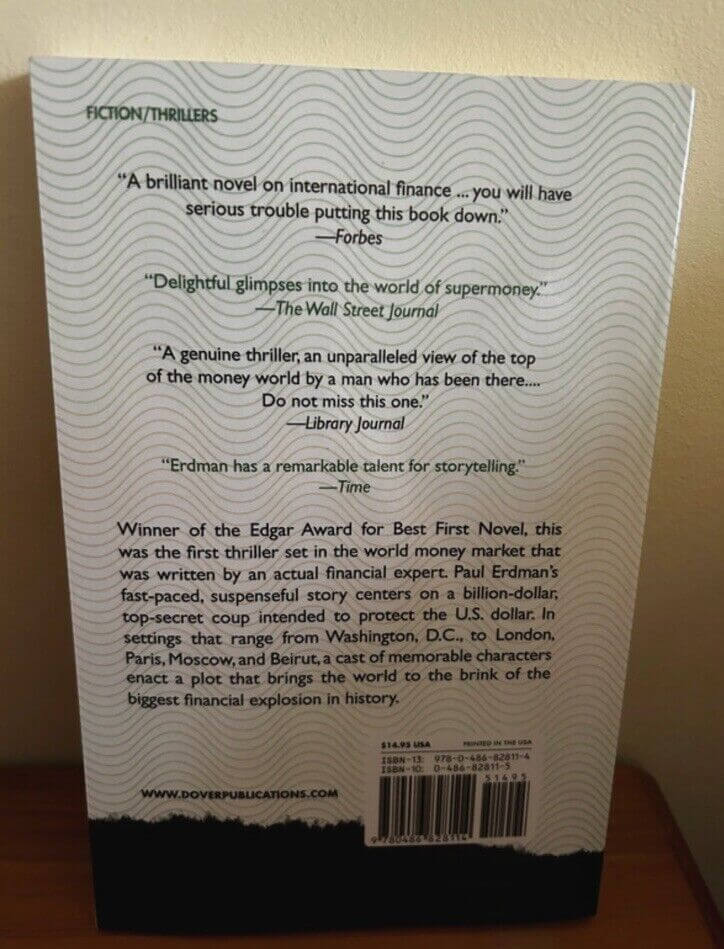 FICTION/THRILLERS
“A brilliant novel on international finance ... you will have
serious trouble putting this book down.”
—Forbes
“Delightful glimpses into the world of supermoney.”
—The Wall Street Journal
“A genuine thriller, an unparalleled view of the top
of the money world by a man who has been there....
Do not miss this one.”
—Library Journal
“Erdman has a remarkable talent for storytelling.”
—Time
Winner of the Edgar Award for Best First Novel, this
was the first thriller set in the world money market that
was written by an actual financial expert. Paul Erdman’s
fast-paced, suspenseful story centers on a billion-dollar,
top-secret coup intended to protect the U.S. dollar. In
settings that range from Washington, D.C., to London,
Paris, Moscow, and Beirut, a cast of memorable characters
enact a plot that brings the world to the brink of the
biggest financial explosion in history.
$14.95 USA PRINTED IN THE USA
ISBN-13: 978-0-486-82811-4
ISBN-10: 0-486-82811-5
51495
WWW.DOVERPUBLICATIONS.COM
9 780486 828114